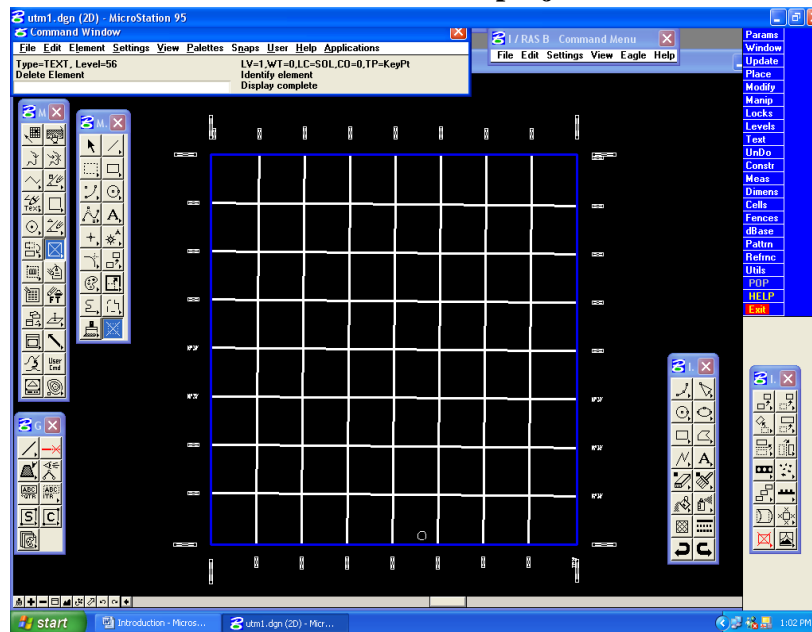 utm1.dgn (2D) - MicroStation 95
Command Window
File Edit Element Settings View Palettes Snaps User Help Applications
Type=TEXT, Level=56 LV=1,WT=0,LC=SOL,CO=0,TP=KeyPt
Delete Element Identify element
Display complete
I / RAS B Command Menu
File Edit Settings View Eagle Help
Params
Window
Update
Place
Modify
Manip
Locks
Levels
Text
UnDo
Constr
Meas
Dimens
Cells
Fences
dBase
Pattrn
Refrnc
Utils
POP
HELP
Exit
M
M.
Text
A
FT
User
Cmd
G
ABC
ABC
S
C
I.
A
I.
start
Introduction - Micros...
utm1.dgn (2D) - Micr...
1:02 PM